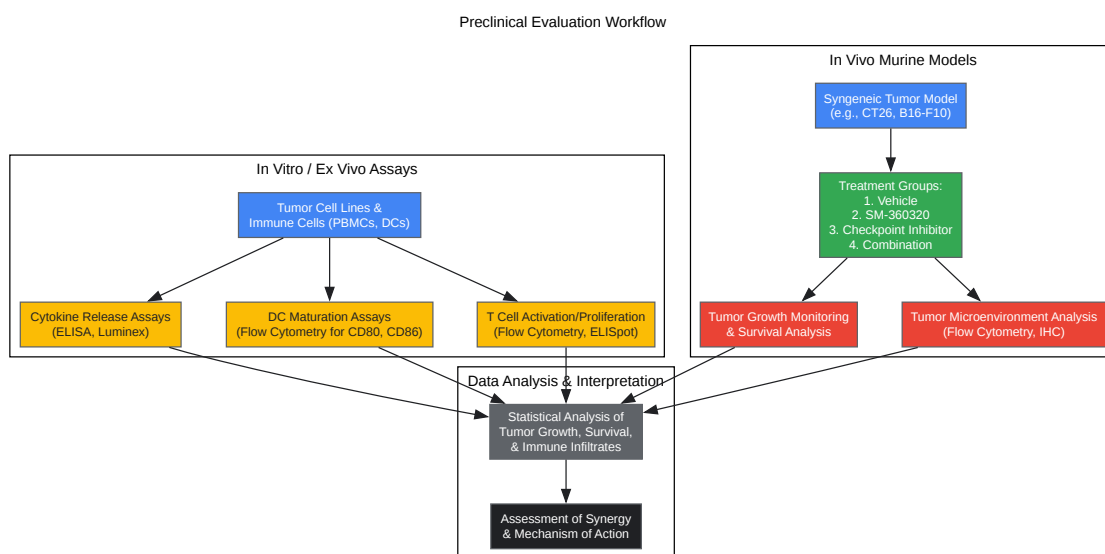 Preclinical Evaluation Workflow
In Vivo Murine Models
Syngeneic Tumor Model
(e.g., CT26, B16-F10)
Treatment Groups:
1. Vehicle
2. SM-360320
3. Checkpoint Inhibitor
4. Combination
Tumor Growth Monitoring
& Survival Analysis
Tumor Microenvironment Analysis
(Flow Cytometry, IHC)
In Vitro / Ex Vivo Assays
Tumor Cell Lines &
Immune Cells (PBMCs, DCs)
Cytokine Release Assays
(ELISA, Luminex)
DC Maturation Assays
(Flow Cytometry for CD80, CD86)
T Cell Activation/Proliferation
(Flow Cytometry, ELISpot)
Data Analysis & Interpretation
Statistical Analysis of
Tumor Growth, Survival,
& Immune Infiltrates
Assessment of Synergy
& Mechanism of Action